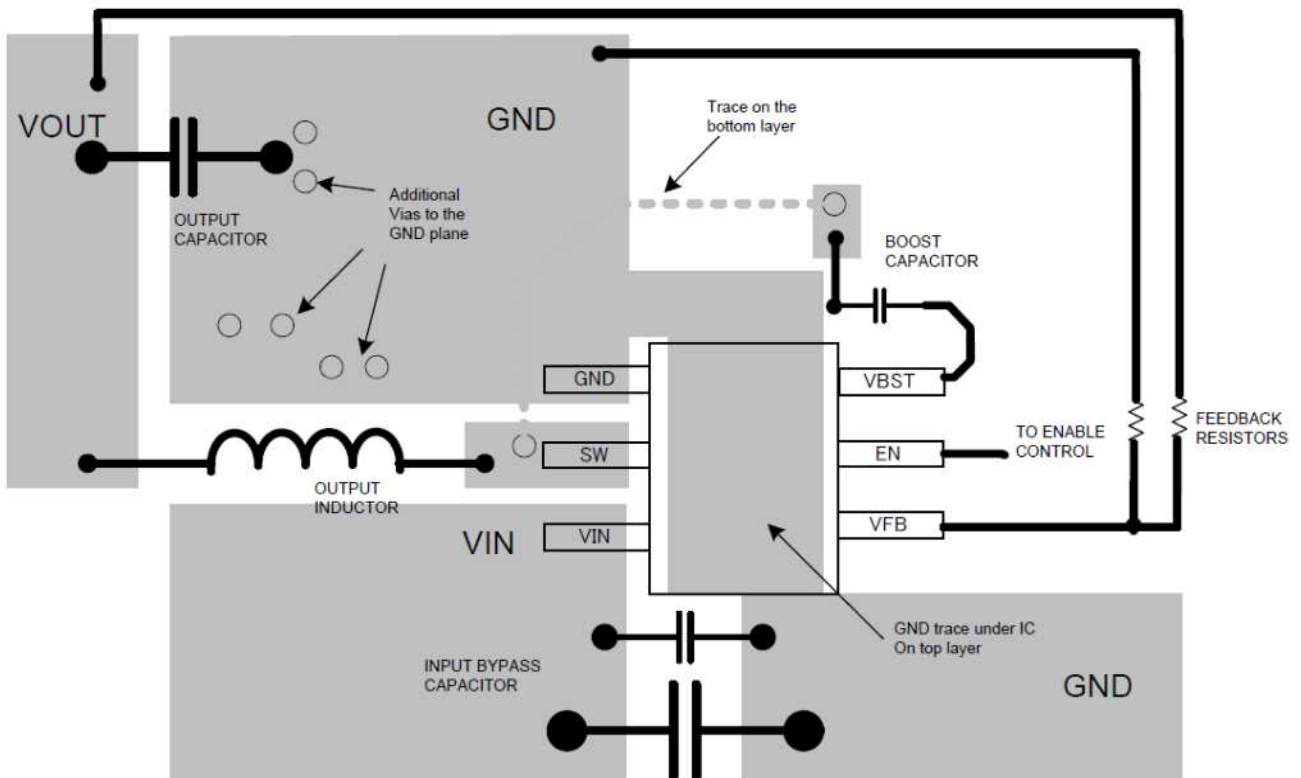 VOUT
GND
Trace on the
bottom layer
OUTPUT
CAPACITOR
Additional
Vias to the
GND plane
BOOST
CAPACITOR
GND
VBST
SW
EN
TO ENABLE
CONTROL
FEEDBACK
RESISTORS
OUTPUT
INDUCTOR
VIN
VIN
VFB
GND trace under IC
On top layer
INPUT BYPASS
CAPACITOR
GND